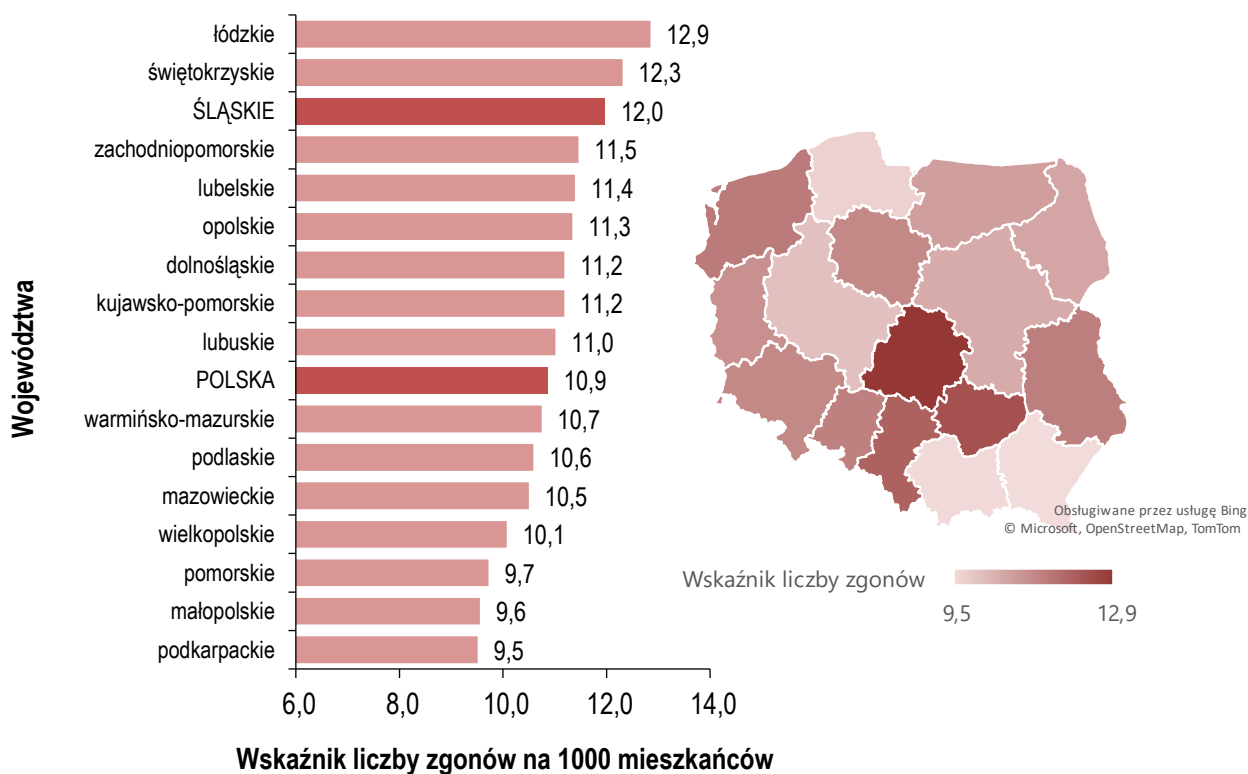 Województwa
łódzkie 12,9
świętokrzyskie 12,3
ŚLĄSKIE 12,0
zachodniopomorskie 11,5
lubelskie 11,4
opolskie 11,3
dolnośląskie 11,2
kujawsko-pomorskie 11,2
lubuskie 11,0
POLSKA 10,9
warmińsko-mazurskie 10,7
podlaskie 10,6
mazowieckie 10,5
wielkopolskie 10,1
pomorskie 9,7
małopolskie 9,6
podkarpackie 9,5
6,0 8,0 10,0 12,0 14,0
Wskaźnik liczby zgonów na 1000 mieszkańców
Obsługiwane przez usługę Bing
© Microsoft, OpenStreetMap, TomTom
Wskaźnik liczby zgonów
9,5 12,9